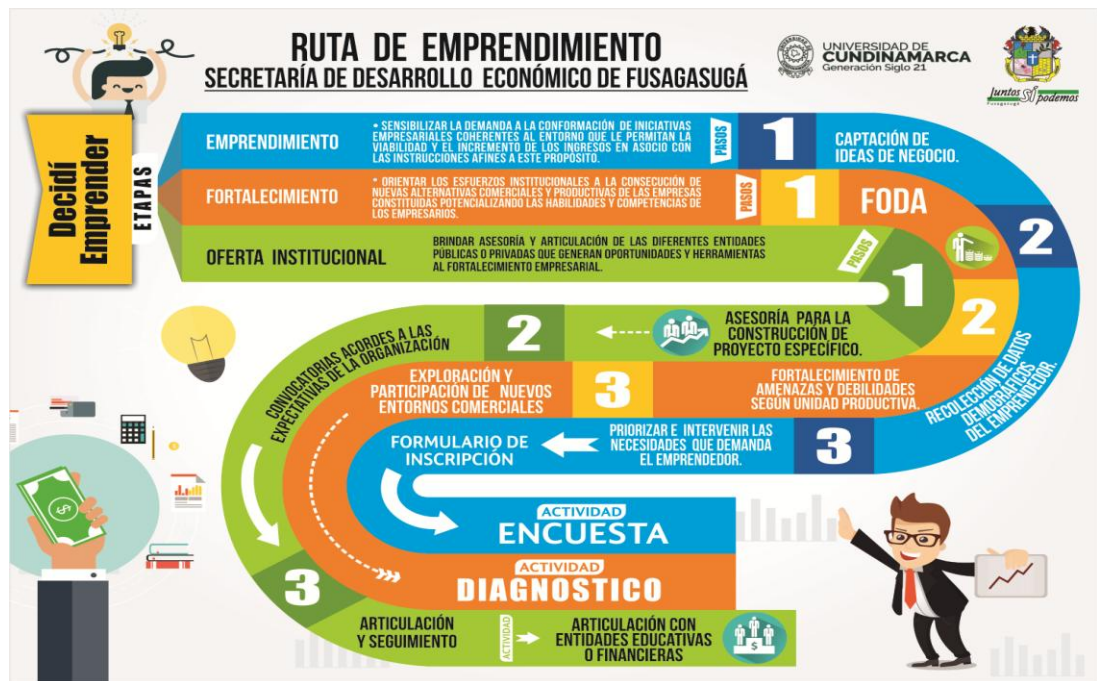 RUTA DE EMPRENDIMIENTO
SECRETARÍA DE DESARROLLO ECONÓMICO DE FUSAGASUGÁ
UNIVERSIDAD DE
CUNDINAMARCA
Generación Siglo 21
Juntos SÍ podemos
Fusagasugá
Decidí
Emprender
ETAPAS
EMPRENDIMIENTO
• SENSIBILIZAR LA DEMANDA A LA CONFORMACIÓN DE INICIATIVAS
EMPRESARIALES COHERENTES AL ENTORNO QUE LE PERMITAN LA
VIABILIDAD Y EL INCREMENTO DE LOS INGRESOS EN ASOCIO CON
LAS INSTRUCCIONES AFINES A ESTE PROPÓSITO.
PASOS
1
CAPTACIÓN DE
IDEAS DE NEGOCIO.
FORTALECIMIENTO
• ORIENTAR LOS ESFUERZOS INSTITUCIONALES A LA CONSECUCIÓN DE
NUEVAS ALTERNATIVAS COMERCIALES Y PRODUCTIVAS DE LAS EMPRESAS
CONSTITUIDAS POTENCIALIZANDO LAS HABILIDADES Y COMPETENCIAS DE
LOS EMPRESARIOS.
PASOS
1
FODA
2
OFERTA INSTITUCIONAL
BRINDAR ASESORÍA Y ARTICULACIÓN DE LAS DIFERENTES ENTIDADES
PÚBLICAS O PRIVADAS QUE GENERAN OPORTUNIDADES Y HERRAMIENTAS
AL FORTALECIMIENTO EMPRESARIAL.
PASOS
1
2
CONVOCATORIAS ACORDES A LAS
EXPECTATIVAS DE LA ORGANIZACIÓN
2
ASESORÍA PARA LA
CONSTRUCCIÓN DE
PROYECTO ESPECÍFICO.
EXPLORACIÓN Y
PARTICIPACIÓN DE NUEVOS
ENTORNOS COMERCIALES
3
FORTALECIMIENTO DE
AMENAZAS Y DEBILIDADES
SEGÚN UNIDAD PRODUCTIVA.
RECOLECCIÓN DE DATOS
DEMOGRÁFICOS
DEL EMPRENDEDOR.
FORMULARIO DE
INSCRIPCIÓN
PRIORIZAR E INTERVENIR LAS
NECESIDADES QUE DEMANDA
EL EMPRENDEDOR.
3
ACTIVIDAD
ENCUESTA
ACTIVIDAD
DIAGNOSTICO
3
ARTICULACIÓN
Y SEGUIMIENTO
ACTIVIDAD
ARTICULACIÓN CON
ENTIDADES EDUCATIVAS
O FINANCIERAS